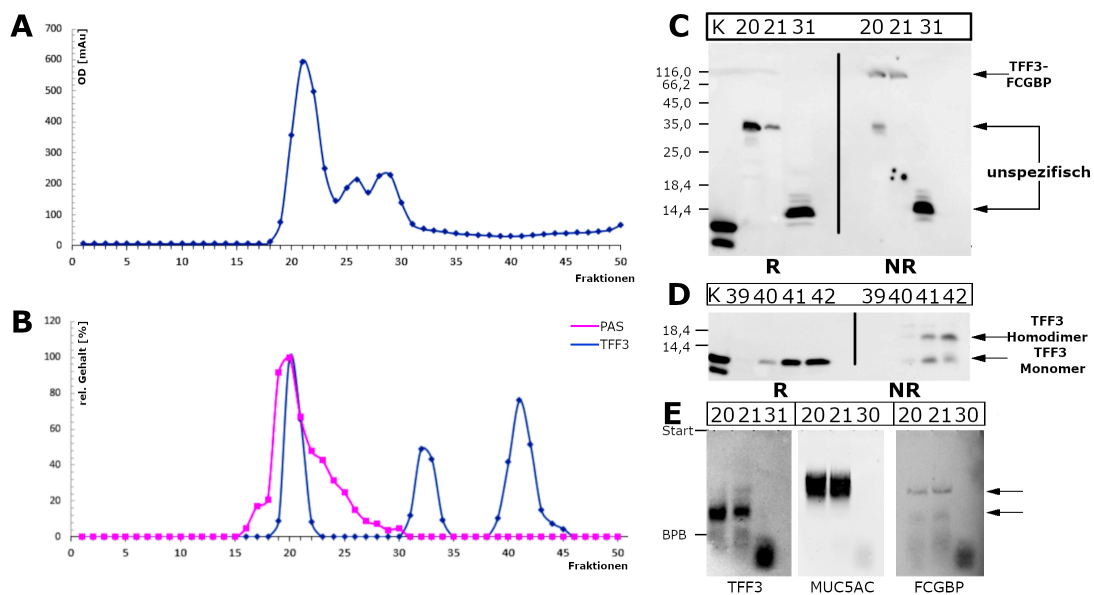 A
OD [mAu]
700
600
500
400
300
200
100
0
0 5 10 15 20 25 30 35 40 45 50
Fraktionen
B
rel. Gehalt [%]
120
100
80
60
40
20
0
PAS
TFF3
0 5 10 15 20 25 30 35 40 45 50
Fraktionen
C
K 20 21 31 20 21 31
116,0
66,2
45,0
35,0
25,0
18,4
14,4
TFF3-
FCGBP
unspezifisch
R NR
D
K 39 40 41 42 39 40 41 42
18,4
14,4
TFF3
Homodimer
TFF3
Monomer
R NR
E
20 21 31 20 21 30 20 21 30
Start
BPB
TFF3 MUC5AC FCGBP